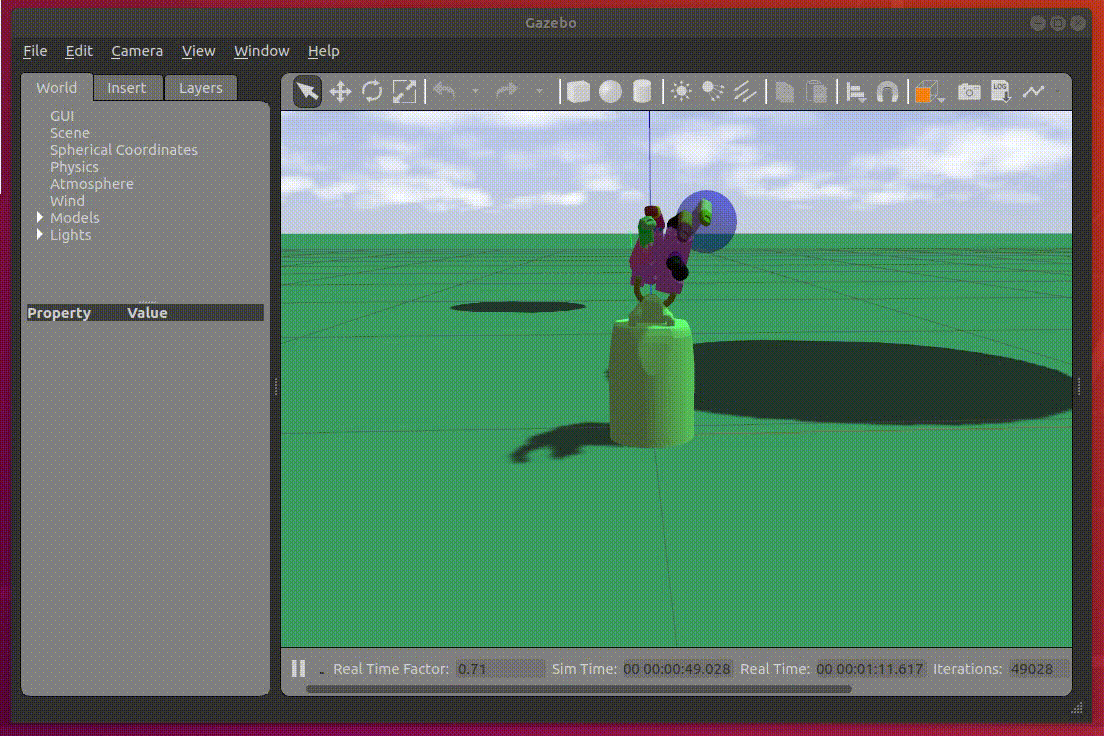 Gazebo
File Edit Camera View Window Help
World Insert Layers
LOG
GUI
Scene
Spherical Coordinates
Physics
Atmosphere
Wind
Models
Lights
Property Value
Real Time Factor: 0.71 Sim Time: 00 00:00:49.028 Real Time: 00 00:01:11.617 Iterations: 49028